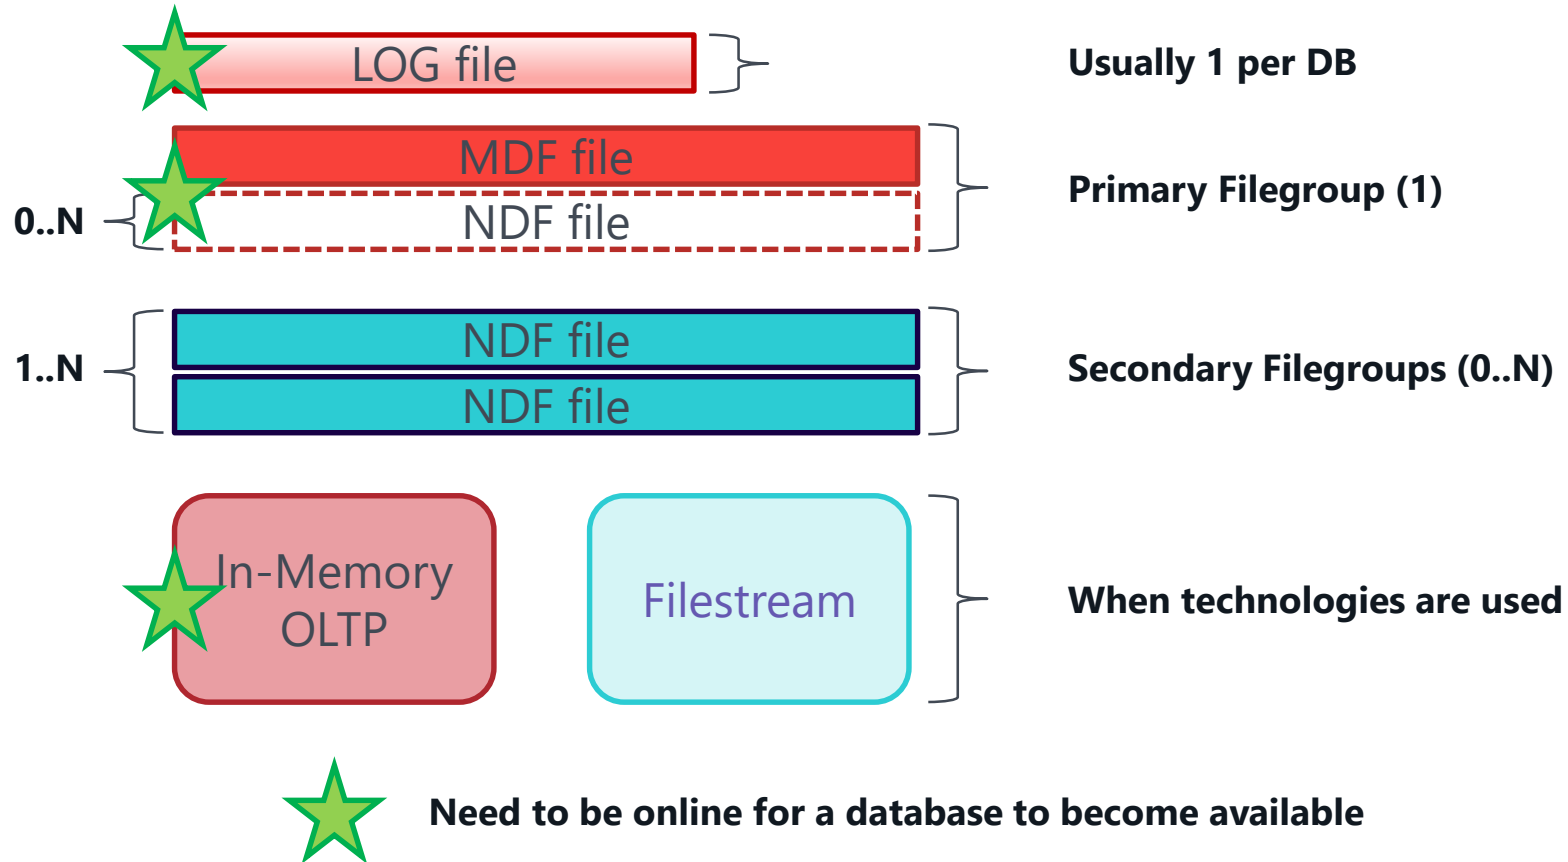 LOG file
Usually 1 per DB
MDF file
Primary Filegroup (1)
0..N
NDF file
NDF file
1..N
Secondary Filegroups (0..N)
NDF file
In-Memory
OLTP
Filestream
When technologies are used
Need to be online for a database to become available